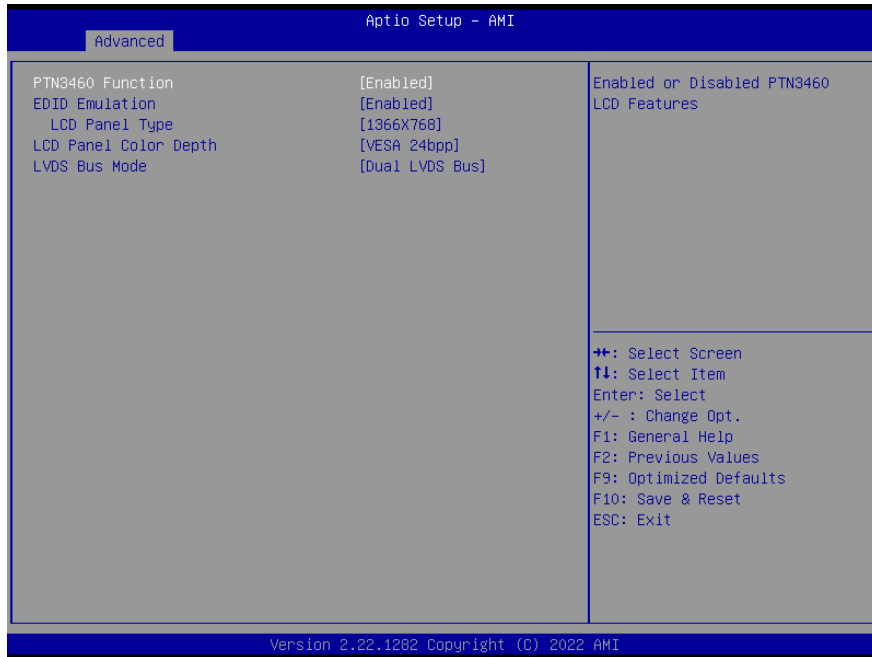 Aptio Setup – AMI
Advanced
PTN3460 Function [Enabled]
EDID Emulation [Enabled]
LCD Panel Type [1366X768]
LCD Panel Color Depth [VESA 24bpp]
LVDS Bus Mode [Dual LVDS Bus]
Enabled or Disabled PTN3460
LCD Features
→←: Select Screen
↑↓: Select Item
Enter: Select
+/- : Change Opt.
F1: General Help
F2: Previous Values
F9: Optimized Defaults
F10: Save & Reset
ESC: Exit
Version 2.22.1282 Copyright (C) 2022 AMI